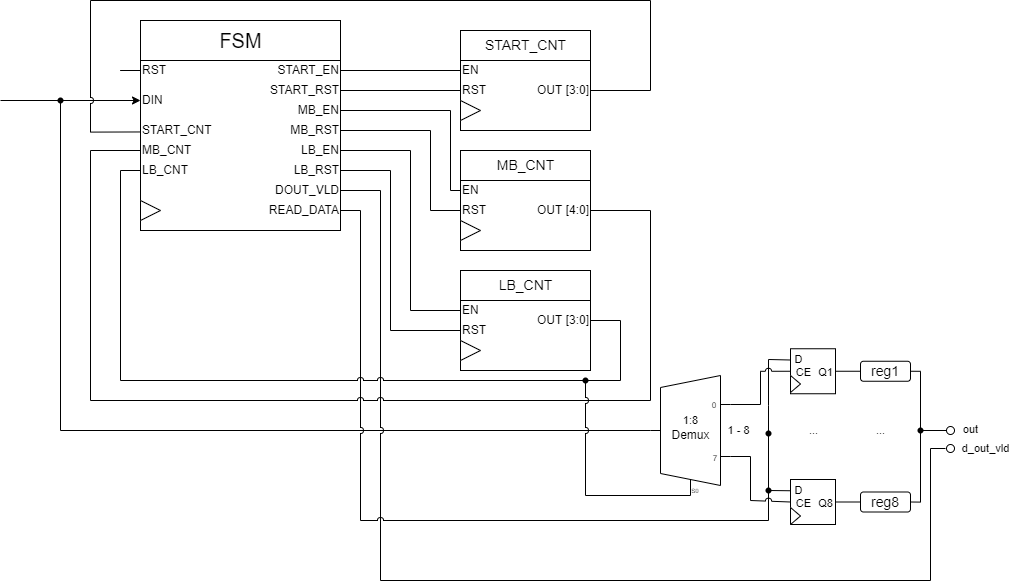 FSM
RST
DIN
START_CNT
MB_CNT
LB_CNT
START_EN
START_RST
MB_EN
MB_RST
LB_EN
LB_RST
DOUT_VLD
READ_DATA
START_CNT
EN
RST
OUT [3:0]
MB_CNT
EN
RST
OUT [4:0]
LB_CNT
EN
RST
OUT [3:0]
1:8
Demux
0
7
S0
1 - 8
D
CE Q1
reg1
... ...
D
CE Q8
reg8
out
d_out_vld